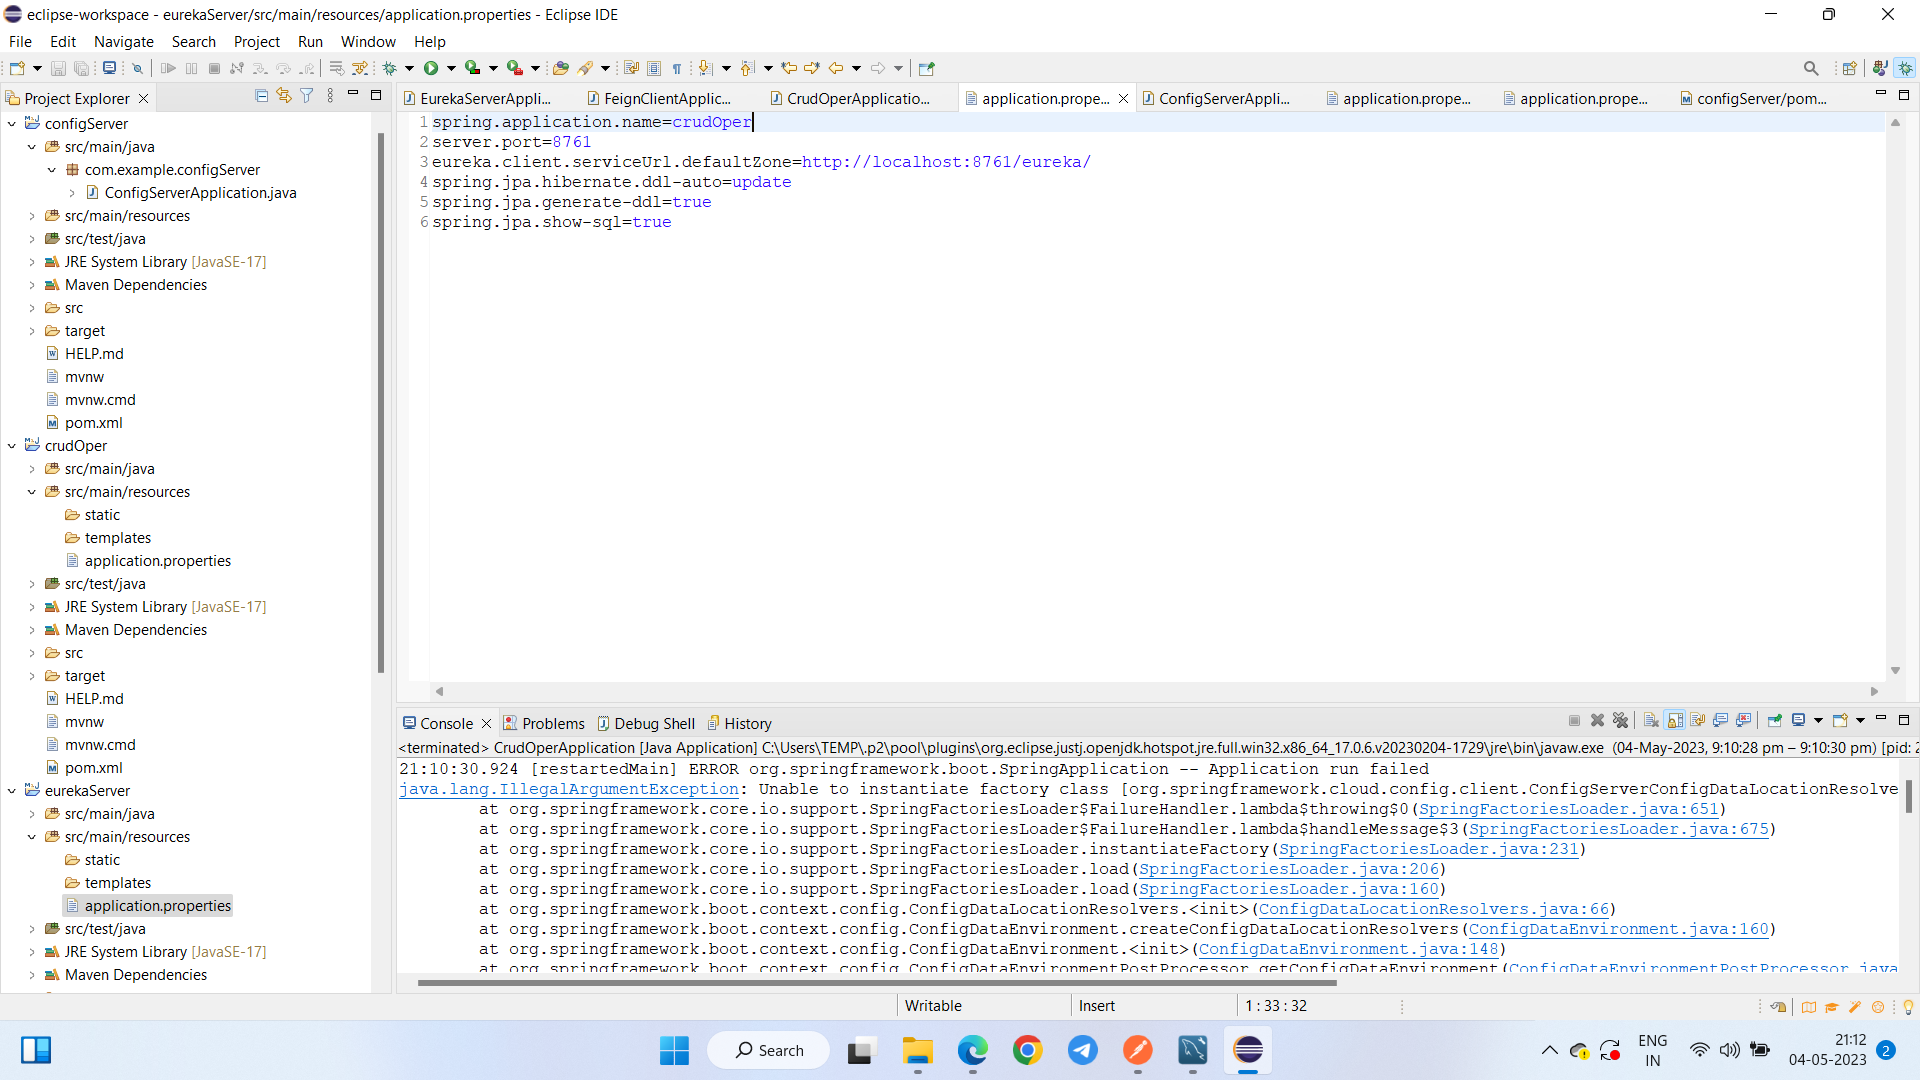 eclipse-workspace - eurekaServer/src/main/resources/application.properties - Eclipse IDE
File Edit Navigate Search Project Run Window Help
Project Explorer
EurekaServerAppli... FeignClientApplic... CrudOperApplicatio... application.prope... ConfigServerAppli... application.prope... application.prope... configServer/pom...
configServer
src/main/java
com.example.configServer
ConfigServerApplication.java
src/main/resources
src/test/java
JRE System Library [JavaSE-17]
Maven Dependencies
src
target
HELP.md
mvnw
mvnw.cmd
pom.xml
crudOper
src/main/java
src/main/resources
static
templates
application.properties
src/test/java
JRE System Library [JavaSE-17]
Maven Dependencies
src
target
HELP.md
mvnw
mvnw.cmd
pom.xml
eurekaServer
src/main/java
src/main/resources
static
templates
application.properties
src/test/java
JRE System Library [JavaSE-17]
Maven Dependencies
1 spring.application.name=crudOper
2 server.port=8761
3 eureka.client.serviceUrl.defaultZone=http://localhost:8761/eureka/
4 spring.jpa.hibernate.ddl-auto=update
5 spring.jpa.generate-ddl=true
6 spring.jpa.show-sql=true
Console Problems Debug Shell History
<terminated> CrudOperApplication [Java Application] C:\Users\TEMP\.p2\pool\plugins\org.eclipse.justj.openjdk.hotspot.jre.full.win32.x86_64_17.0.6.v20230204-1729\jre\bin\javaw.exe (04-May-2023, 9:10:28 pm – 9:10:30 pm) [pid: 2
21:10:30.924 [restartedMain] ERROR org.springframework.boot.SpringApplication -- Application run failed
java.lang.IllegalArgumentException: Unable to instantiate factory class [org.springframework.cloud.config.client.ConfigServerConfigDataLocationResolve
at org.springframework.core.io.support.SpringFactoriesLoader$FailureHandler.lambda$throwing$0(SpringFactoriesLoader.java:651)
at org.springframework.core.io.support.SpringFactoriesLoader$FailureHandler.lambda$handleMessage$3(SpringFactoriesLoader.java:675)
at org.springframework.core.io.support.SpringFactoriesLoader.instantiateFactory(SpringFactoriesLoader.java:231)
at org.springframework.core.io.support.SpringFactoriesLoader.load(SpringFactoriesLoader.java:206)
at org.springframework.core.io.support.SpringFactoriesLoader.load(SpringFactoriesLoader.java:160)
at org.springframework.boot.context.config.ConfigDataLocationResolvers.<init>(ConfigDataLocationResolvers.java:66)
at org.springframework.boot.context.config.ConfigDataEnvironment.createConfigDataLocationResolvers(ConfigDataEnvironment.java:160)
at org.springframework.boot.context.config.ConfigDataEnvironment.<init>(ConfigDataEnvironment.java:148)
at org.springframework.boot.context.config.ConfigDataEnvironmentPostProcessor.getConfigDataEnvironment(ConfigDataEnvironmentPostProcessor.java
Writable Insert 1 : 33 : 32
Search
ENG
IN
21:12
04-05-2023
2